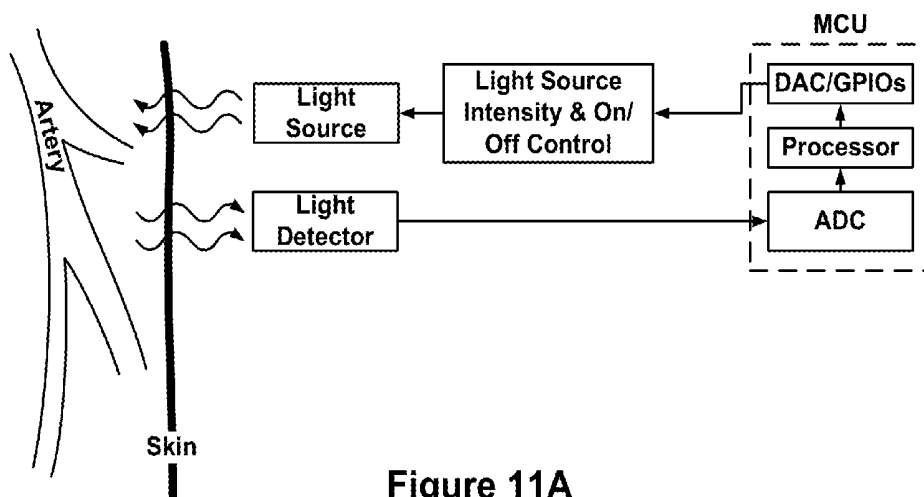 MCU
Light
Source
Light Source
Intensity & On/
Off Control
DAC/GPIOs
Processor
Artery
Light
Detector
ADC
Skin
Figure 11A